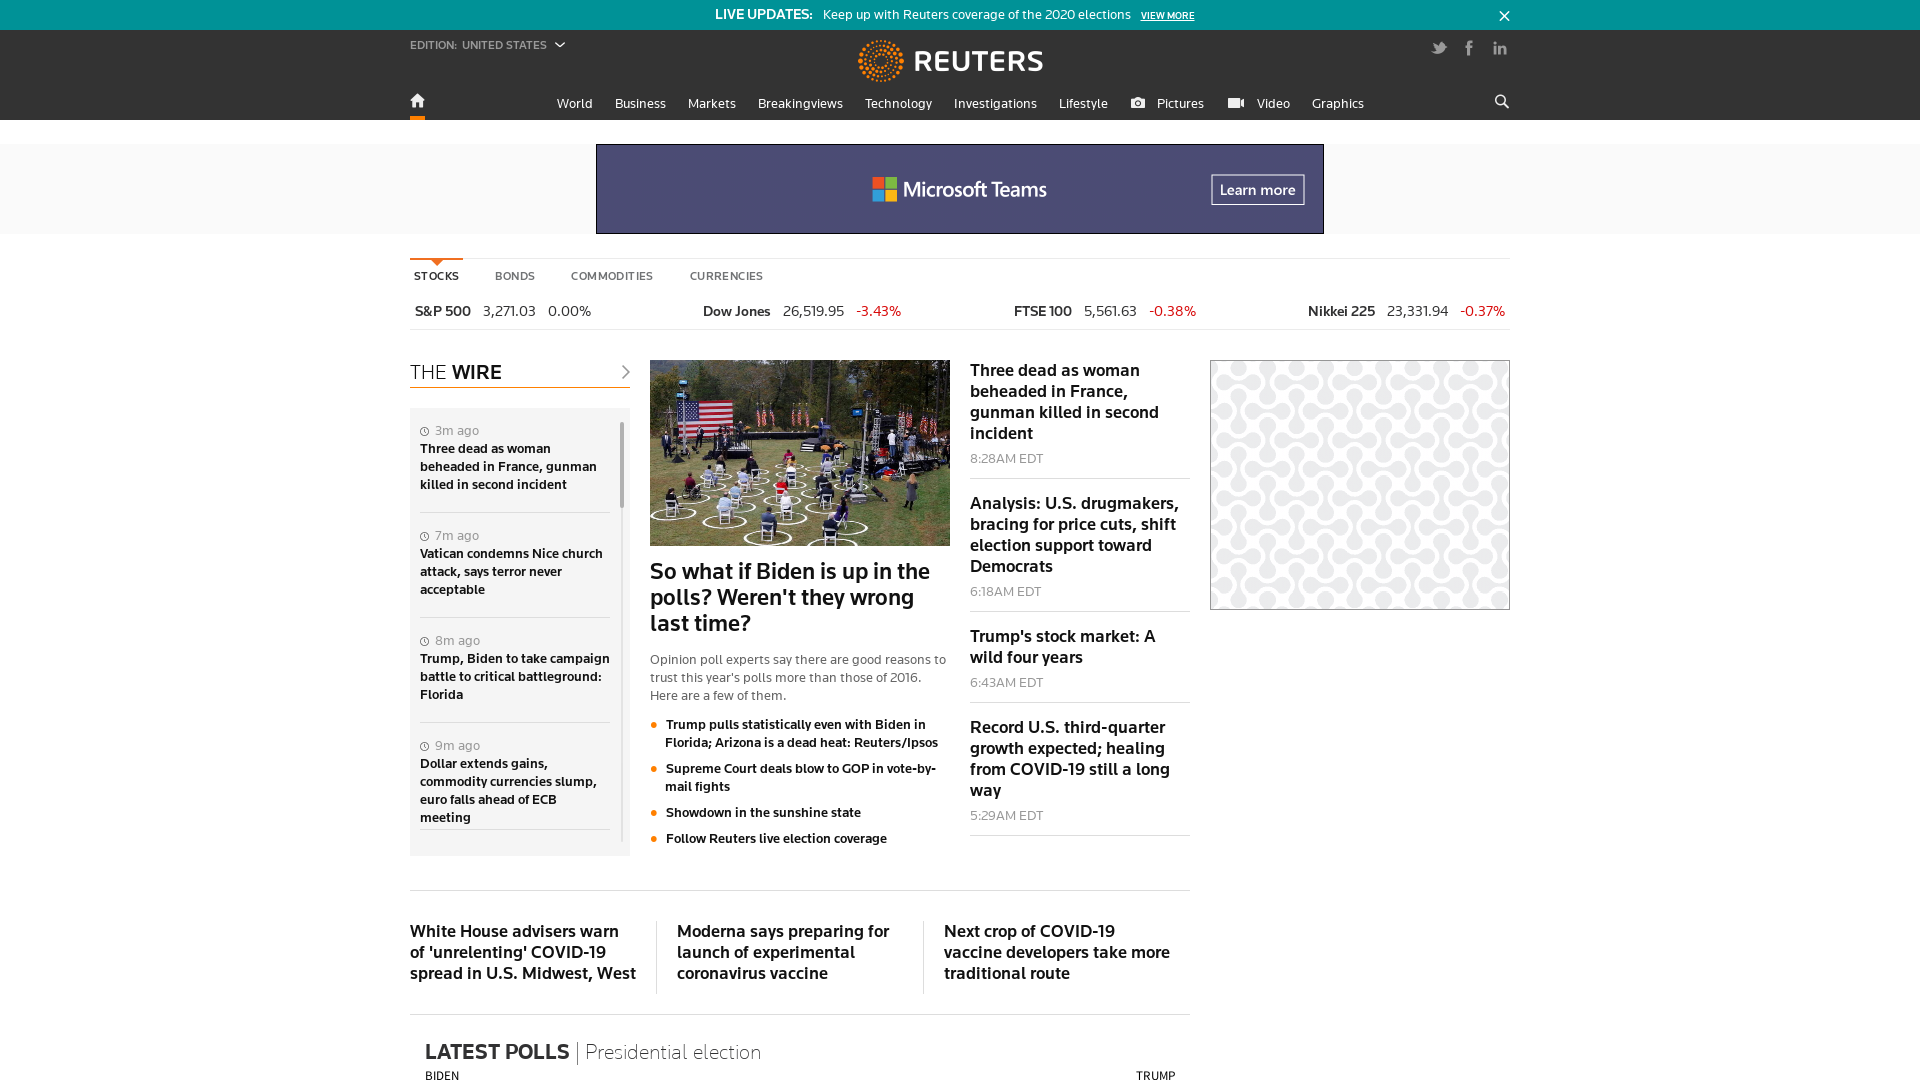 LIVE UPDATES: Keep up with Reuters coverage of the 2020 elections VIEW MORE
EDITION: UNITED STATES
REUTERS
World Business Markets Breakingviews Technology Investigations Lifestyle Pictures Video Graphics
Microsoft Teams
Learn more
STOCKS BONDS COMMODITIES CURRENCIES
S&P 500 3,271.03 0.00% Dow Jones 26,519.95 -3.43% FTSE 100 5,561.63 -0.38% Nikkei 225 23,331.94 -0.37%
THE WIRE
3m ago
Three dead as woman
beheaded in France, gunman
killed in second incident
7m ago
Vatican condemns Nice church
attack, says terror never
acceptable
8m ago
Trump, Biden to take campaign
battle to critical battleground:
Florida
9m ago
Dollar extends gains,
commodity currencies slump,
euro falls ahead of ECB
meeting
So what if Biden is up in the
polls? Weren't they wrong
last time?
Opinion poll experts say there are good reasons to
trust this year's polls more than those of 2016.
Here are a few of them.
Trump pulls statistically even with Biden in
Florida; Arizona is a dead heat: Reuters/Ipsos
Supreme Court deals blow to GOP in vote-by-
mail fights
Showdown in the sunshine state
Follow Reuters live election coverage
Three dead as woman
beheaded in France,
gunman killed in second
incident
8:28AM EDT
Analysis: U.S. drugmakers,
bracing for price cuts, shift
election support toward
Democrats
6:18AM EDT
Trump's stock market: A
wild four years
6:43AM EDT
Record U.S. third-quarter
growth expected; healing
from COVID-19 still a long
way
5:29AM EDT
White House advisers warn
of 'unrelenting' COVID-19
spread in U.S. Midwest, West
Moderna says preparing for
launch of experimental
coronavirus vaccine
Next crop of COVID-19
vaccine developers take more
traditional route
LATEST POLLS | Presidential election
BIDEN TRUMP